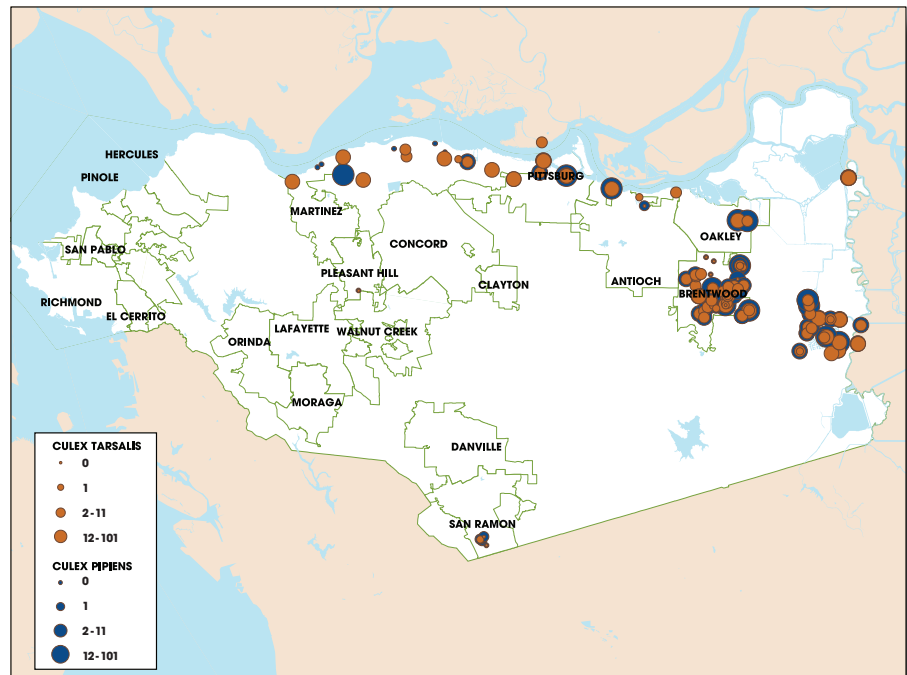 HERCULES
PINOLE
SAN PABLO
RICHMOND
EL CERRITO
MARTINEZ
CONCORD
PLEASANT HILL
CLAYTON
PITTSBURG
ANTIOCH
OAKLEY
BRENTWOOD
LAFAYETTE
WALNUT CREEK
ORINDA
MORAGA
DANVILLE
SAN RAMON
CULEX TARSALIS
0
1
2-11
12-101
CULEX PIPIENS
0
1
2-11
12-101